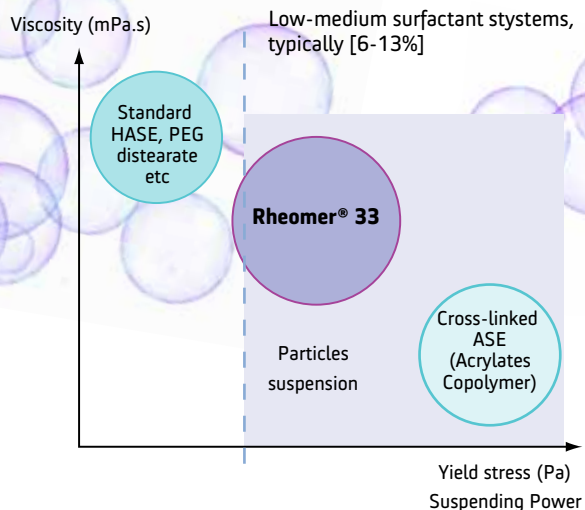 Viscosity (mPa.s)
Low-medium surfactant stystems,
typically [6-13%]
Standard
HASE, PEG
distearate
etc
Rheomer® 33
Cross-linked
ASE
(Acrylates
Copolymer)
Particles
suspension
Yield stress (Pa)
Suspending Power